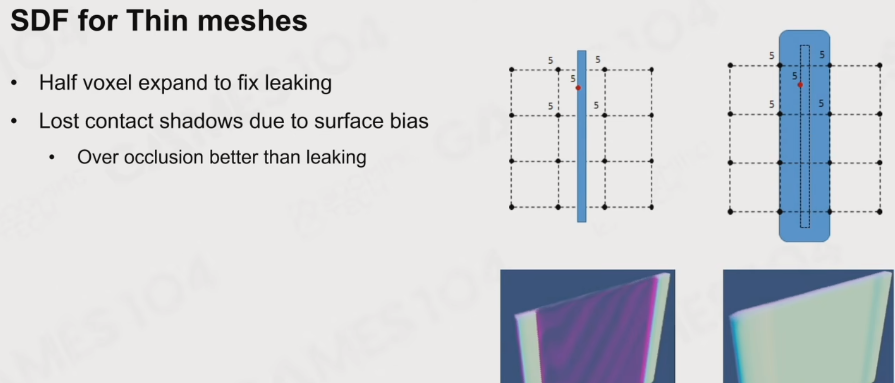 SDF for Thin meshes
• Half voxel expand to fix leaking
• Lost contact shadows due to surface bias
• Over occlusion better than leaking
5 5
5
5 5
5 5
5
5 5
GAMES104